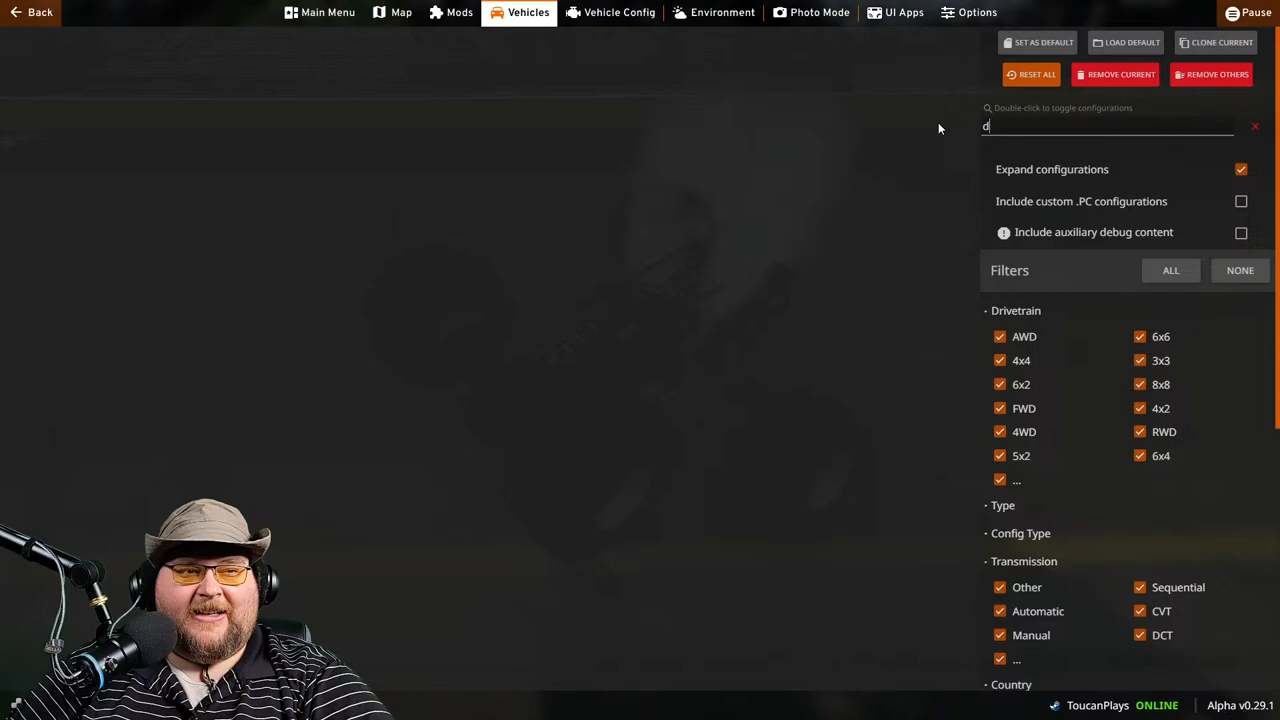 Back
Main Menu
Map
Mods
Vehicles
Vehicle Config
Environment
Photo Mode
UI Apps
Options
Pause
SET AS DEFAULT
LOAD DEFAULT
CLONE CURRENT
RESET ALL
REMOVE CURRENT
REMOVE OTHERS
Double-click to toggle configurations
d
Expand configurations
Include custom .PC configurations
Include auxiliary debug content
Filters
ALL
NONE
- Drivetrain
AWD
6x6
4x4
3x3
6x2
8x8
FWD
4x2
4WD
RWD
5x2
6x4
...
- Type
- Config Type
- Transmission
Other
Sequential
Automatic
CVT
Manual
DCT
...
- Country
ToucanPlays ONLINE
Alpha v0.29.1